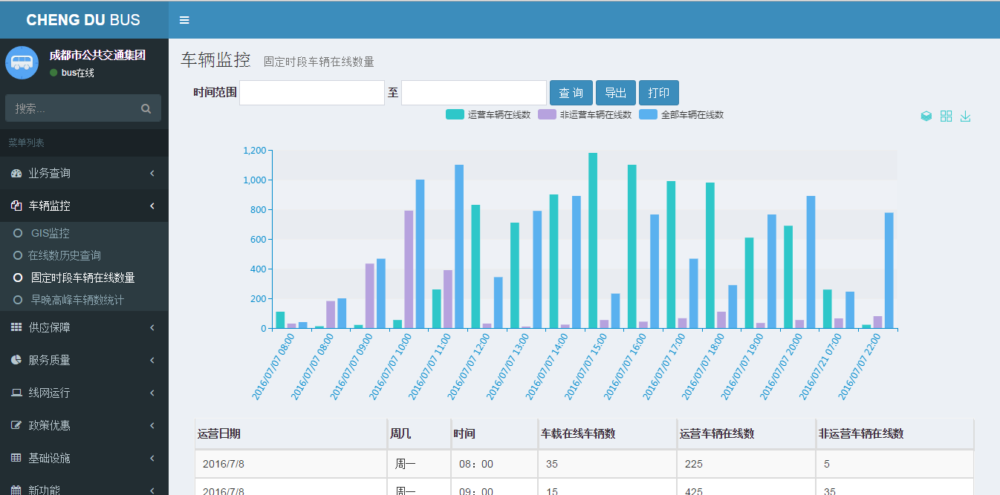 CHENG DU BUS
成都市公共交通集团
bus在线
搜索...
菜单列表
业务查询
车辆监控
GIS监控
在线数历史查询
固定时段车辆在线数量
早晚高峰车辆数统计
供应保障
服务质量
线网运行
政策优惠
基础设施
新功能
车辆监控 固定时段车辆在线数量
时间范围 至 查 询 导出 打印
运营车辆在线数 非运营车辆在线数 全部车辆在线数
1,200
1,000
800
600
400
200
0
2016/07/07 08:00
2016/07/07 08:00
2016/07/07 09:00
2016/07/07 10:00
2016/07/07 11:00
2016/07/07 12:00
2016/07/07 13:00
2016/07/07 14:00
2016/07/07 15:00
2016/07/07 16:00
2016/07/07 17:00
2016/07/07 18:00
2016/07/07 19:00
2016/07/07 20:00
2016/07/21 07:00
2016/07/07 22:00
运营日期 周几 时间 车载在线车辆数 运营车辆在线数 非运营车辆在线数
2016/7/8 周一 08：00 35 225 5
2016/7/8 周一 09：00 15 425 35